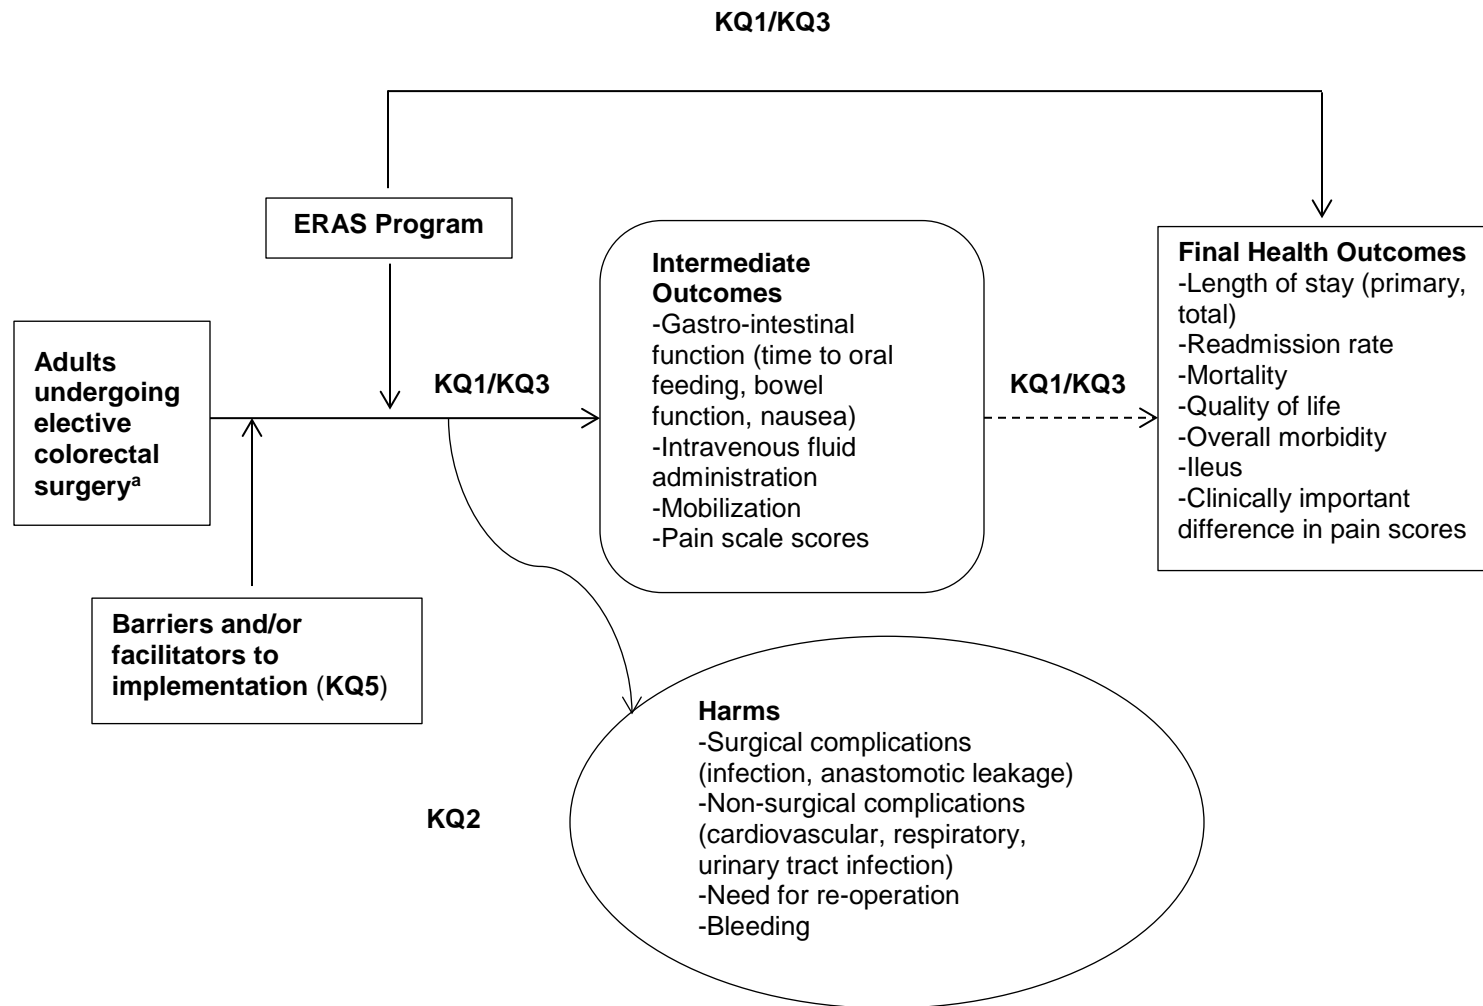 KQ1/KQ3
ERAS Program
Adults
undergoing
elective
colorectal
surgeryᵃ
Barriers and/or
facilitators to
implementation (KQ5)
KQ1/KQ3
Intermediate
Outcomes
-Gastro-intestinal
function (time to oral
feeding, bowel
function, nausea)
-Intravenous fluid
administration
-Mobilization
-Pain scale scores
KQ1/KQ3
Final Health Outcomes
-Length of stay (primary,
total)
-Readmission rate
-Mortality
-Quality of life
-Overall morbidity
-Ileus
-Clinically important
difference in pain scores
KQ2
Harms
-Surgical complications
(infection, anastomotic leakage)
-Non-surgical complications
(cardiovascular, respiratory,
urinary tract infection)
-Need for re-operation
-Bleeding